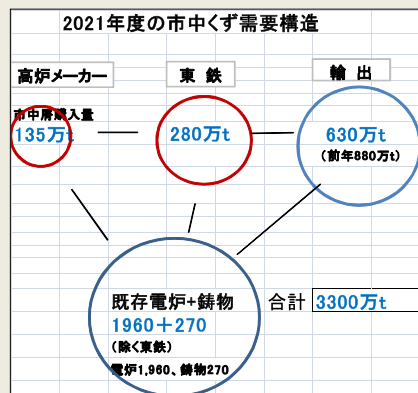 2021年度の市中くず需要構造
高炉メーカー
東 鉄
輸 出
市中屑購入量
135万t
280万t
630万t
(前年880万t)
既存電炉+鋳物
1960+270
(除く東鉄)
電炉1,960、鋳物270
合計 3300万t